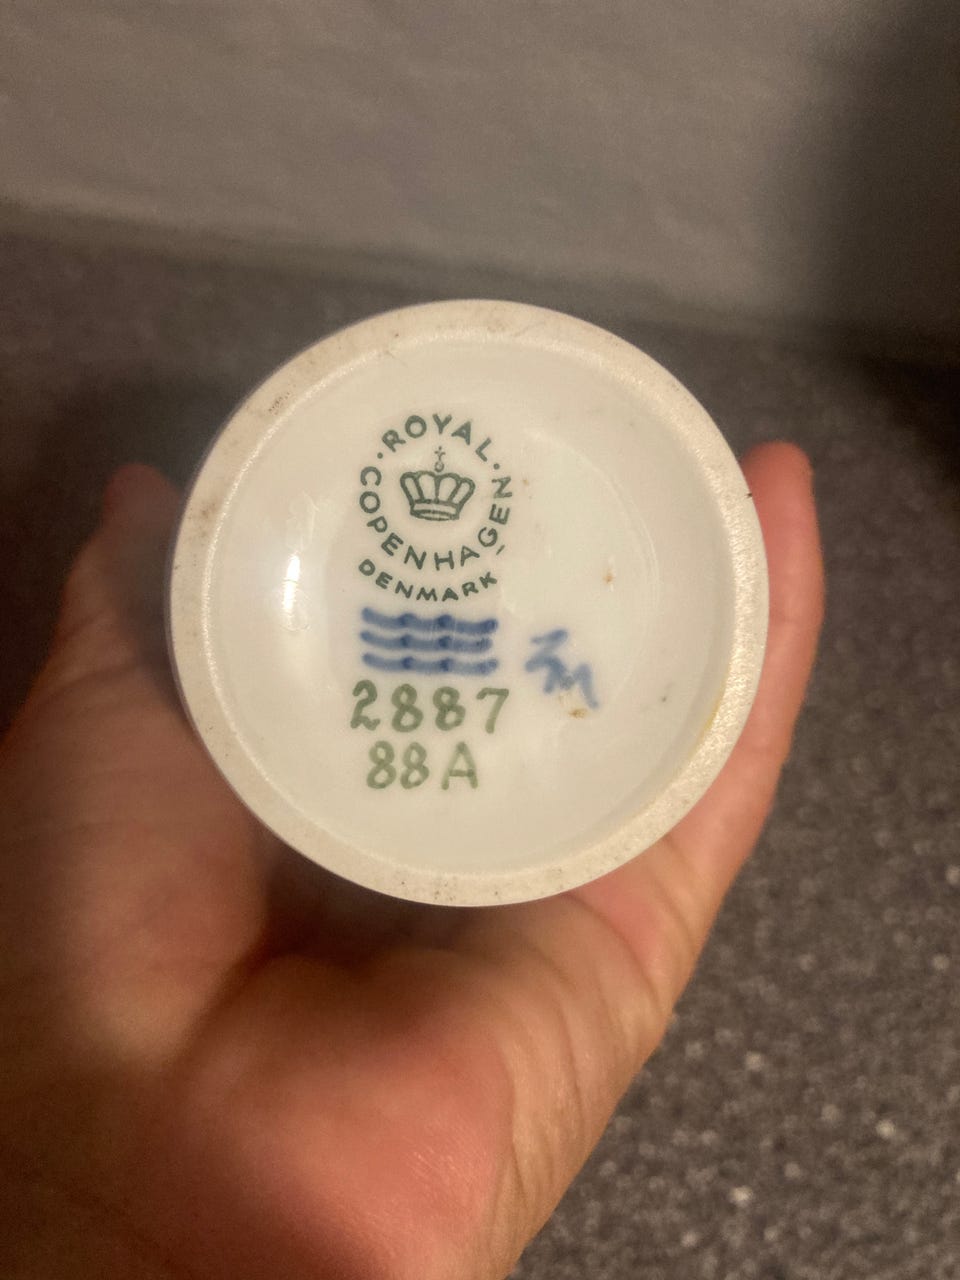 ROYAL
COPENHAGEN
DENMARK
2887
88A